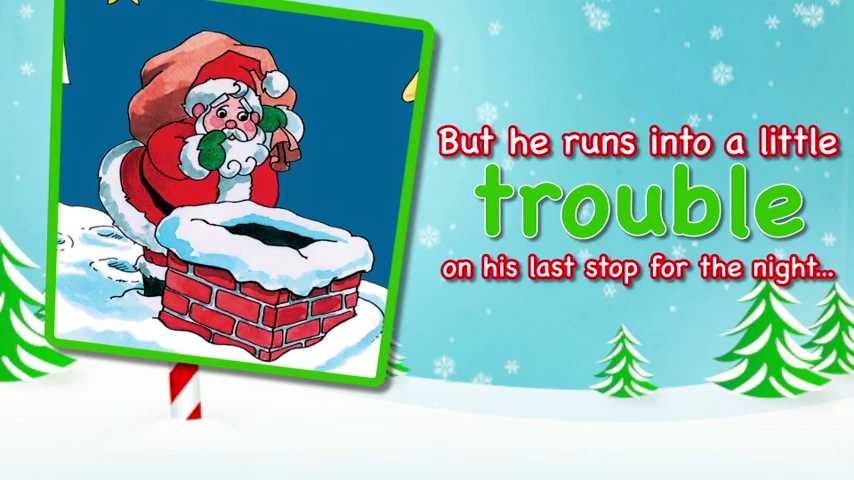 But he runs into a little
trouble
on his last stop for the night...